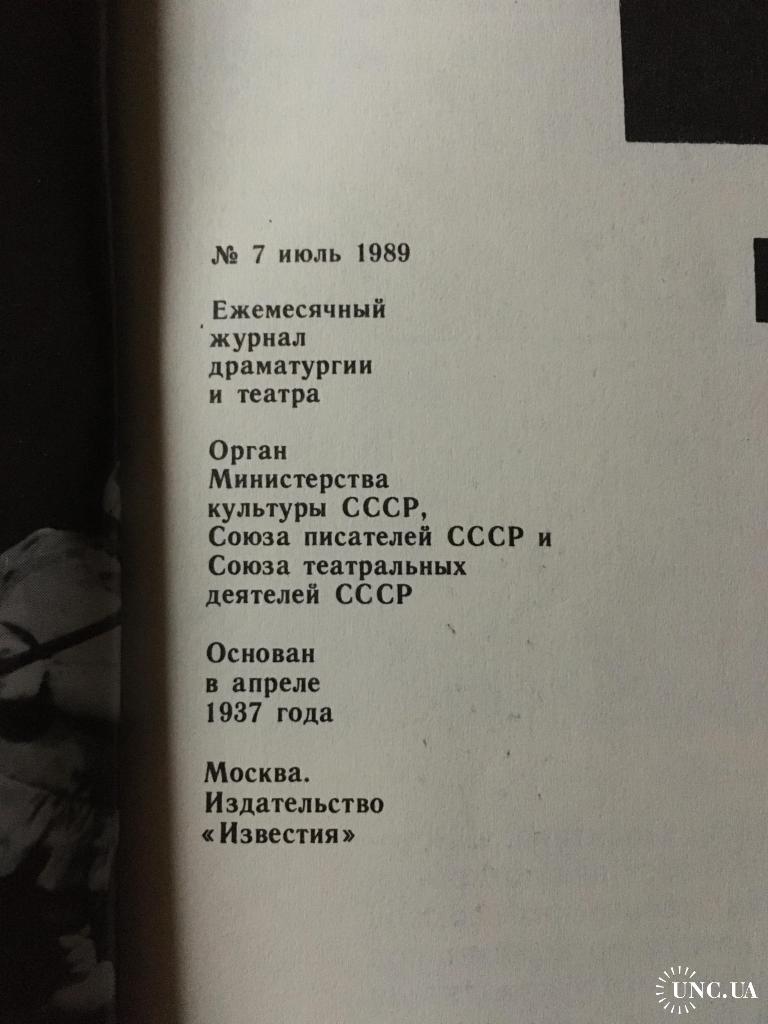 № 7 июль 1989
Ежемесячный
журнал
драматургии
и театра
Орган
Министерства
культуры СССР,
Союза писателей СССР и
Союза театральных
деятелей СССР
Основан
в апреле
1937 года
Москва.
Издательство
«Известия»
UNC.UA